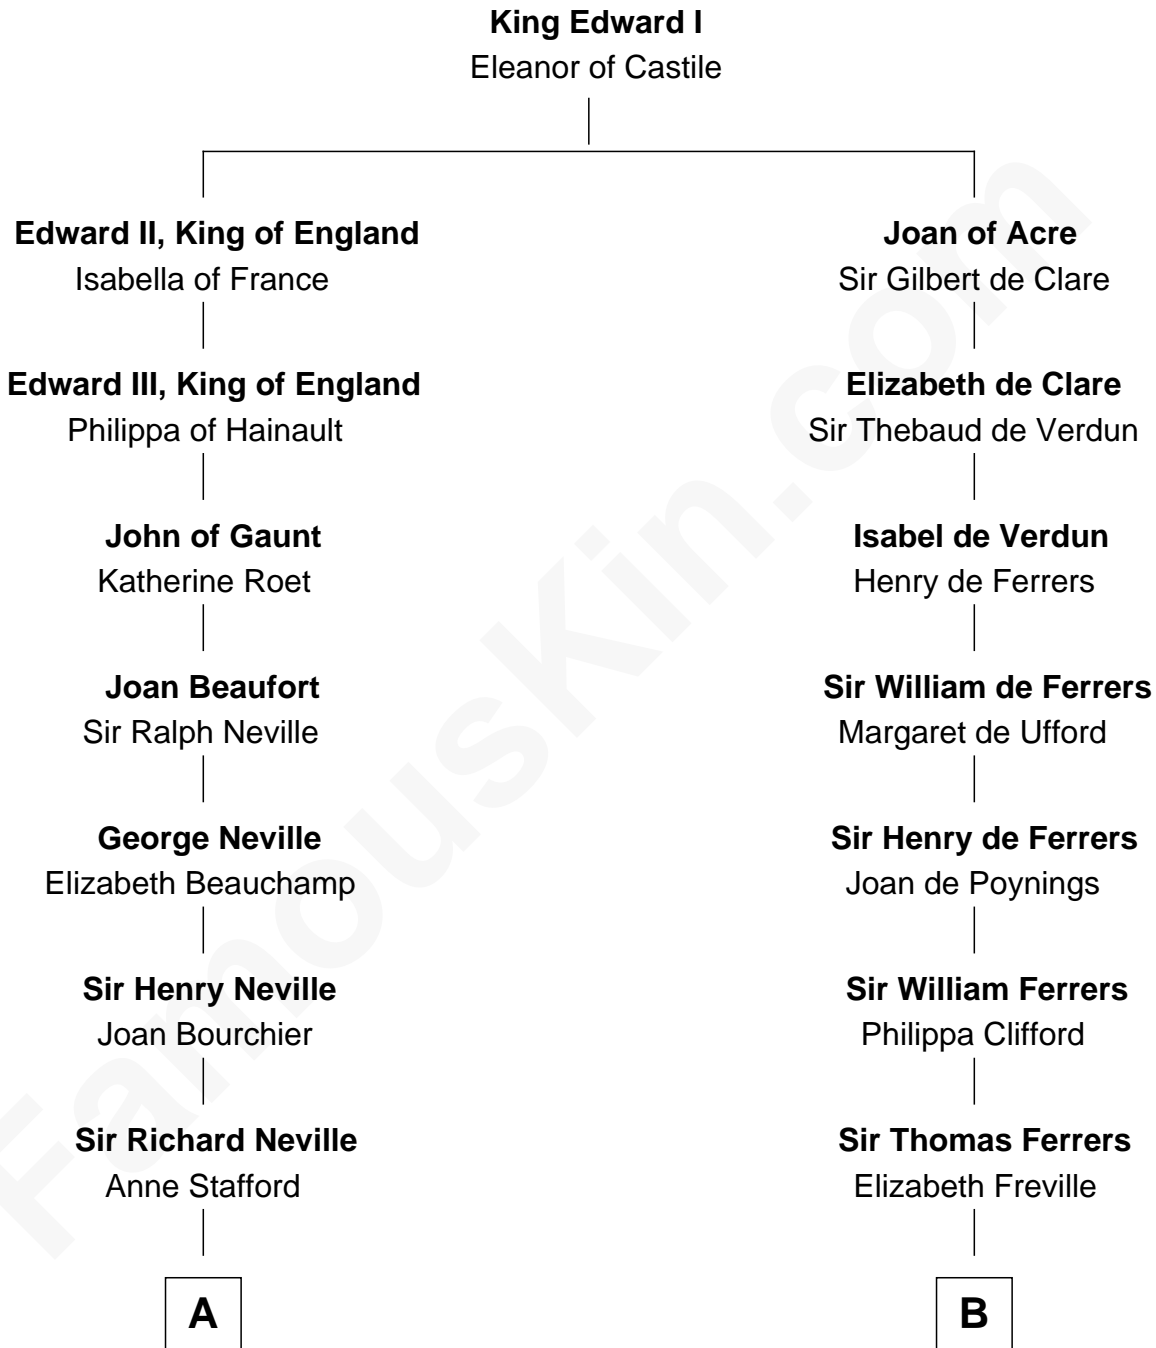 King Edward I
Eleanor of Castile
Edward II, King of England
Isabella of France
Joan of Acre
Sir Gilbert de Clare
Edward III, King of England
Philippa of Hainault
Elizabeth de Clare
Sir Thebaud de Verdun
John of Gaunt
Katherine Roet
Isabel de Verdun
Henry de Ferrers
Joan Beaufort
Sir Ralph Neville
Sir William de Ferrers
Margaret de Ufford
George Neville
Elizabeth Beauchamp
Sir Henry de Ferrers
Joan de Poynings
Sir Henry Neville
Joan Bourchier
Sir William Ferrers
Philippa Clifford
Sir Richard Neville
Anne Stafford
Sir Thomas Ferrers
Elizabeth Freville
A
B
FamousKin.com